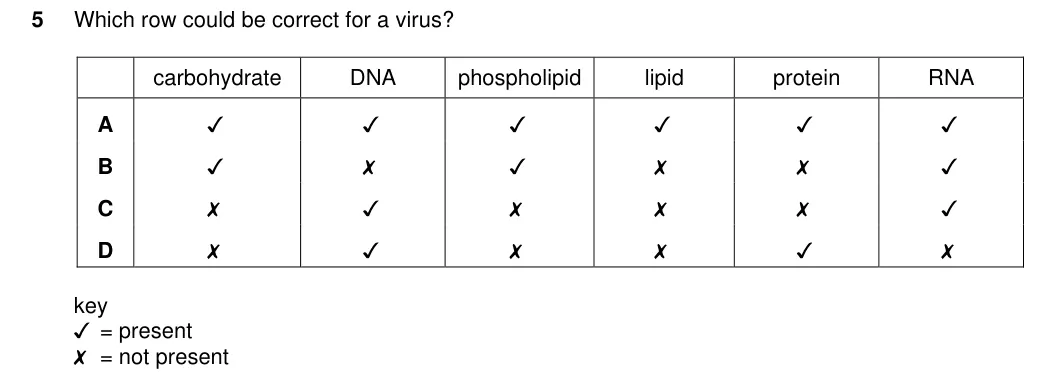 5 Which row could be correct for a virus?
carbohydrate DNA phospholipid lipid protein RNA
A ✓ ✓ ✓ ✓ ✓ ✓
B ✓ ✗ ✓ ✗ ✗ ✓
C ✗ ✓ ✗ ✗ ✗ ✓
D ✗ ✓ ✗ ✗ ✓ ✗
key
✓ = present
✗ = not present